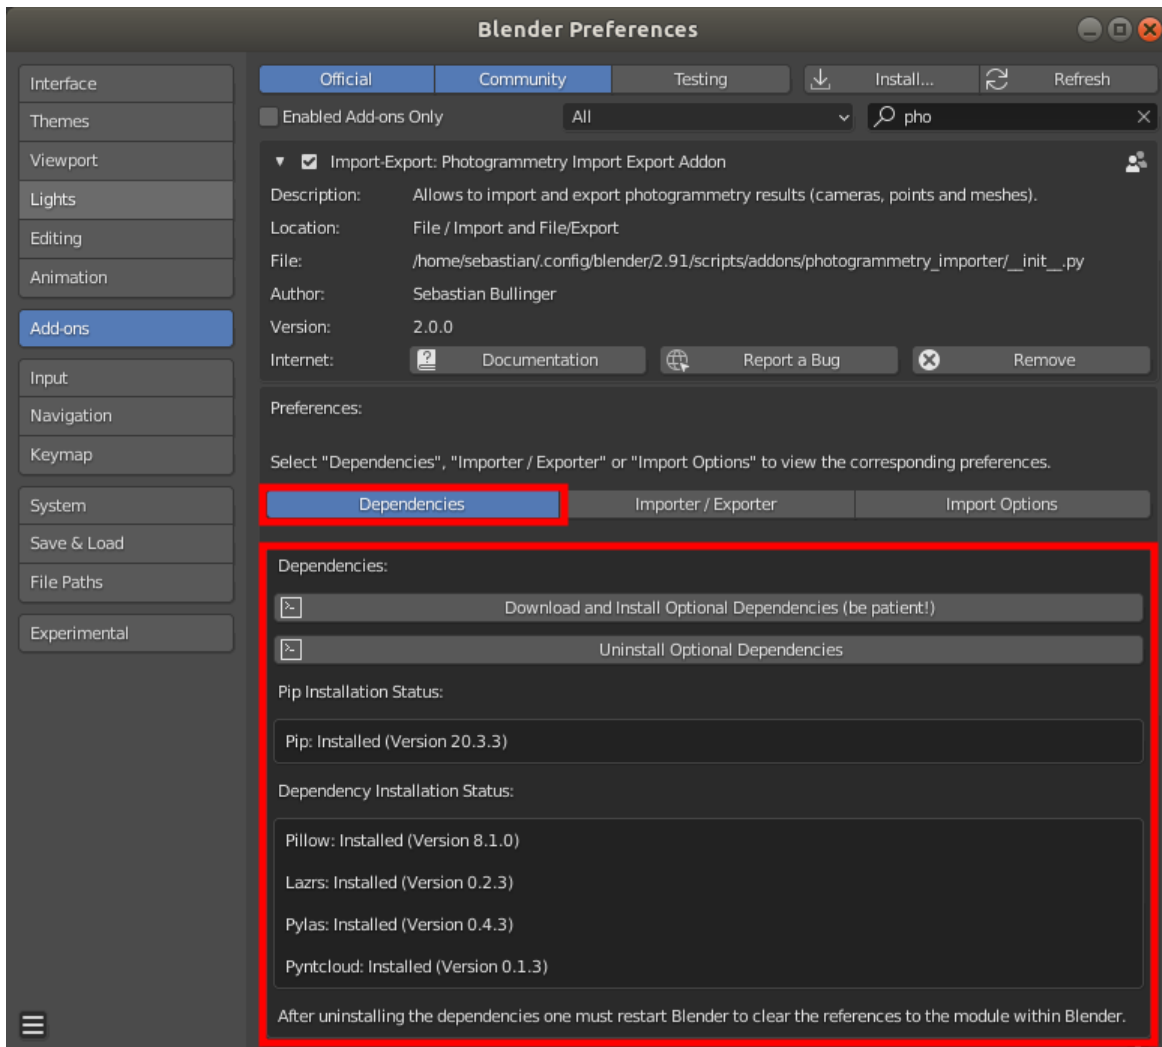 Blender Preferences
Interface
Themes
Viewport
Lights
Editing
Animation
Add-ons
Input
Navigation
Keymap
System
Save & Load
File Paths
Experimental
Official Community Testing Install... Refresh
Enabled Add-ons Only All pho
Import-Export: Photogrammetry Import Export Addon
Description: Allows to import and export photogrammetry results (cameras, points and meshes).
Location: File / Import and File/Export
File: /home/sebastian/.config/blender/2.91/scripts/addons/photogrammetry_importer/__init__.py
Author: Sebastian Bullinger
Version: 2.0.0
Internet: Documentation Report a Bug Remove
Preferences:
Select "Dependencies", "Importer / Exporter" or "Import Options" to view the corresponding preferences.
Dependencies Importer / Exporter Import Options
Dependencies:
Download and Install Optional Dependencies (be patient!)
Uninstall Optional Dependencies
Pip Installation Status:
Pip: Installed (Version 20.3.3)
Dependency Installation Status:
Pillow: Installed (Version 8.1.0)
Lazrs: Installed (Version 0.2.3)
Pylas: Installed (Version 0.4.3)
Pyntcloud: Installed (Version 0.1.3)
After uninstalling the dependencies one must restart Blender to clear the references to the module within Blender.